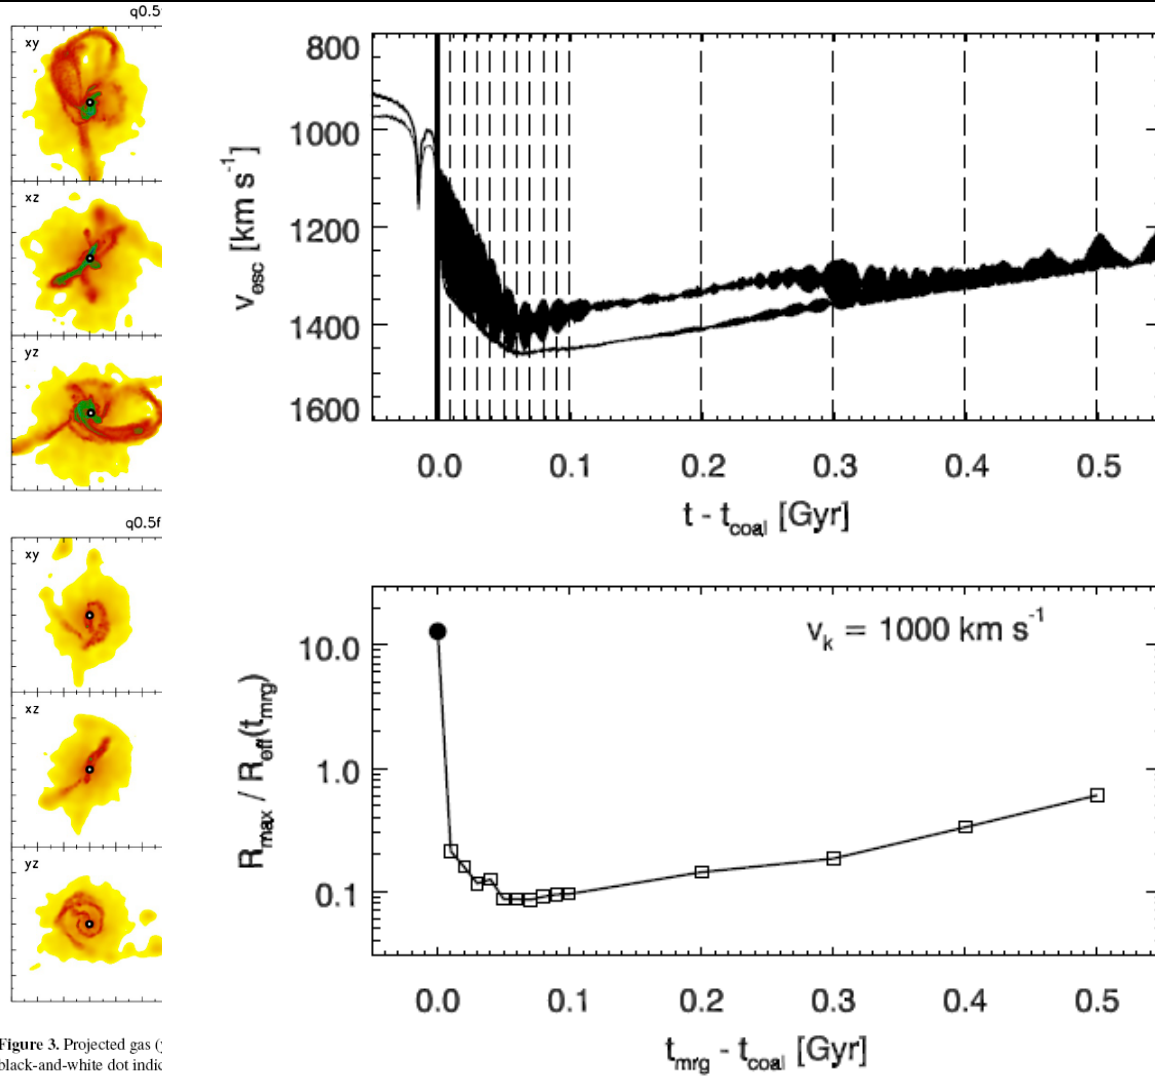 q0.5
xy
xz
yz
q0.5f
xy
xz
yz
Figure 3. Projected gas (
black-and-white dot indic
800
1000
1200
1400
1600
v_esc [km s^-1]
0.0 0.1 0.2 0.3 0.4 0.5
t - t_coal [Gyr]
v_k = 1000 km s^-1
10.0
1.0
0.1
R_max / R_eff(t_mrg)
0.0 0.1 0.2 0.3 0.4 0.5
t_mrg - t_coal [Gyr]